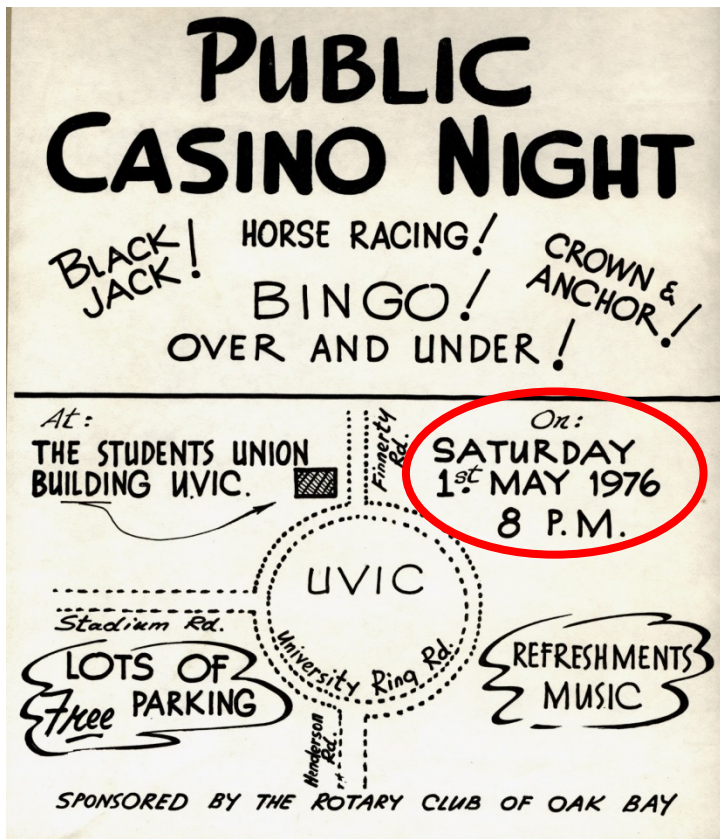 PUBLIC
CASINO NIGHT
BLACK JACK!
HORSE RACING!
CROWN & ANCHOR!
BINGO!
OVER AND UNDER!
At:
THE STUDENTS UNION
BUILDING U.VIC.
Finnerty Rd.
On:
SATURDAY
1st. MAY 1976
8 P.M.
UVIC
Stadium Rd.
University Ring Rd.
LOTS OF
Free PARKING
REFRESHMENTS
MUSIC
Henderson Rd.
SPONSORED BY THE ROTARY CLUB OF OAK BAY